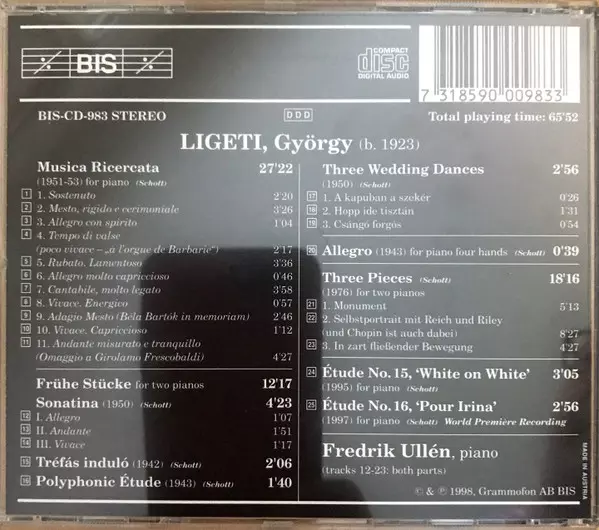 BIS
COMPACT
disc
DIGITAL AUDIO
7 318590 009833
BIS-CD-983 STEREO
DDD
Total playing time: 65'52
LIGETI, György (b. 1923)
Musica Ricercata 27'22
(1951-53) for piano (Schott)
1 1. Sostenuto 2'20
2 2. Mesto, rigido e cerimoniale 3'26
3 3. Allegro con spirito 1'04
4 4. Tempo di valse
(poco vivace – „à l'orgue de Barbarie") 2'17
5 5. Rubato. Lamentoso 3'36
6 6. Allegro molto capriccioso 0'46
7 7. Cantabile, molto legato 3'58
8 8. Vivace. Energico 0'57
9 9. Adagio Mesto (Béla Bartók in memoriam) 2'46
10 10. Vivace. Capriccioso 1'12
11 11. Andante misurato e tranquillo
(Omaggio a Girolamo Frescobaldi) 4'27
Frühe Stücke for two pianos 12'17
Sonatina (1950) (Schott) 4'23
12 I. Allegro 1'07
13 II. Andante 1'51
14 III. Vivace 1'17
15 Tréfás induló (1942) (Schott) 2'06
16 Polyphonic Étude (1943) (Schott) 1'40
Three Wedding Dances 2'56
(1950) (Schott)
17 1. A kapuban a szekér 0'26
18 2. Hopp ide tisztán 1'31
19 3. Csángo forgós 0'54
20 Allegro (1943) for piano four hands (Schott) 0'39
Three Pieces (Schott) 18'16
(1976) for two pianos
21 1. Monument 5'13
22 2. Selbstportrait mit Reich und Riley
(und Chopin ist auch dabei) 8'27
23 3. In zart fließender Bewegung 4'27
24 Étude No. 15, 'White on White' 3'05
(1995) for piano (Schott)
25 Étude No. 16, 'Pour Irina' 2'56
(1997) for piano (Schott) World Première Recording
Fredrik Ullén, piano
(tracks 12-23: both parts)
© & ℗ 1998, Grammofon AB BIS
MADE IN AUSTRIA